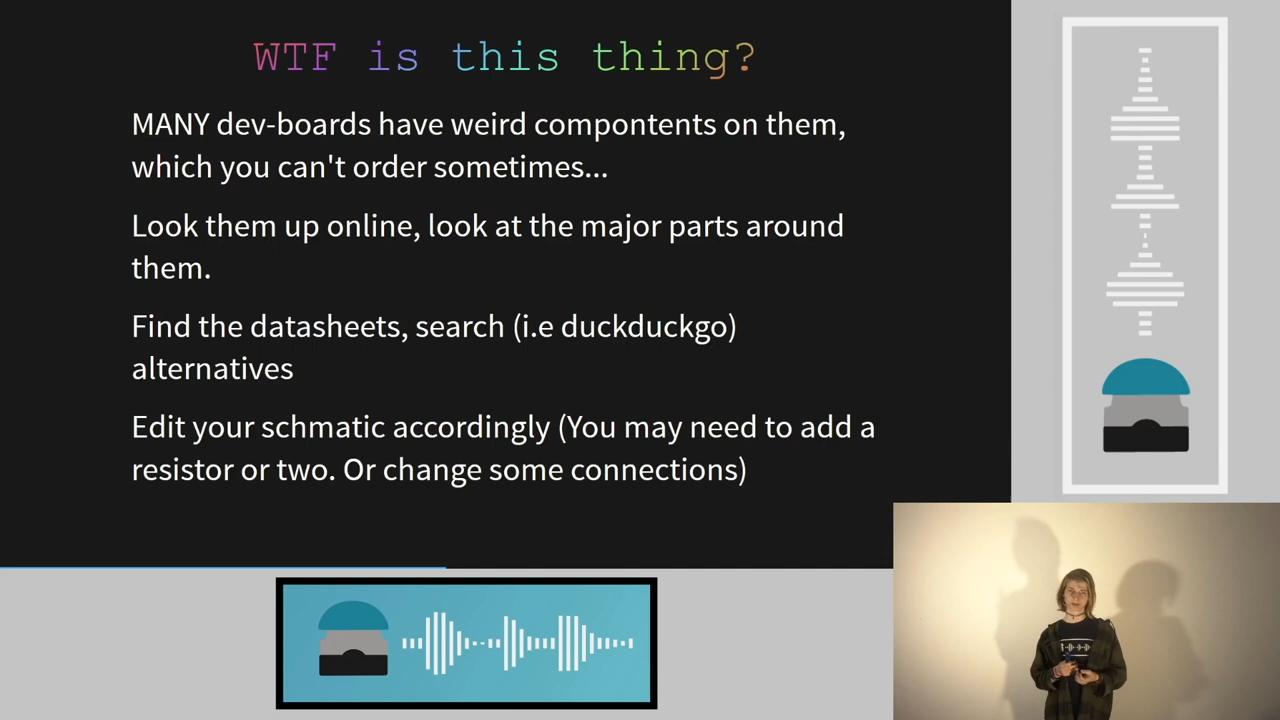 WTF is this thing?
MANY dev-boards have weird compontents on them,
which you can't order sometimes...
Look them up online, look at the major parts around
them.
Find the datasheets, search (i.e duckduckgo)
alternatives
Edit your schmatic accordingly (You may need to add a
resistor or two. Or change some connections)